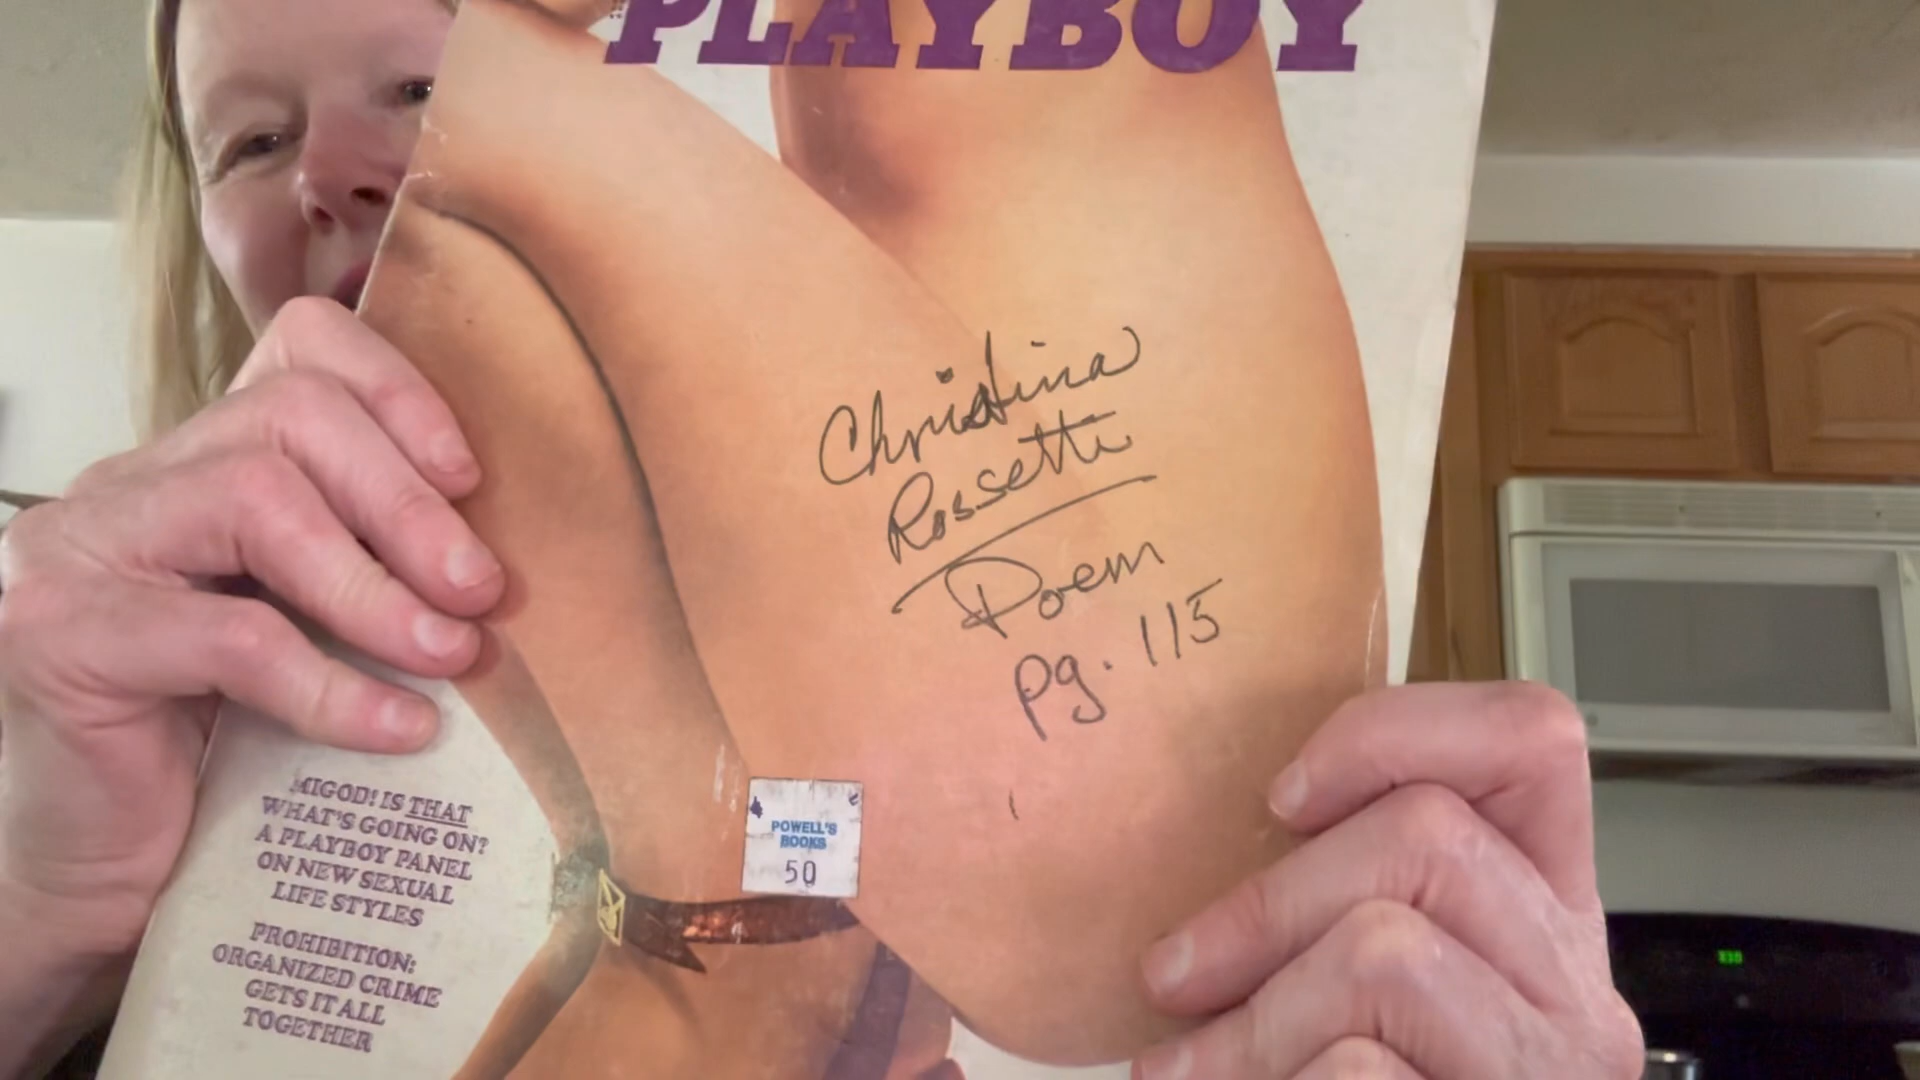 PLAYBOY
Christina
Rossetti
Poem
pg. 115
POWELL'S
BOOKS
50
MIGOD! IS THAT
WHAT'S GOING ON?
A PLAYBOY PANEL
ON NEW SEXUAL
LIFE STYLES
PROHIBITION:
ORGANIZED CRIME
GETS IT ALL
TOGETHER